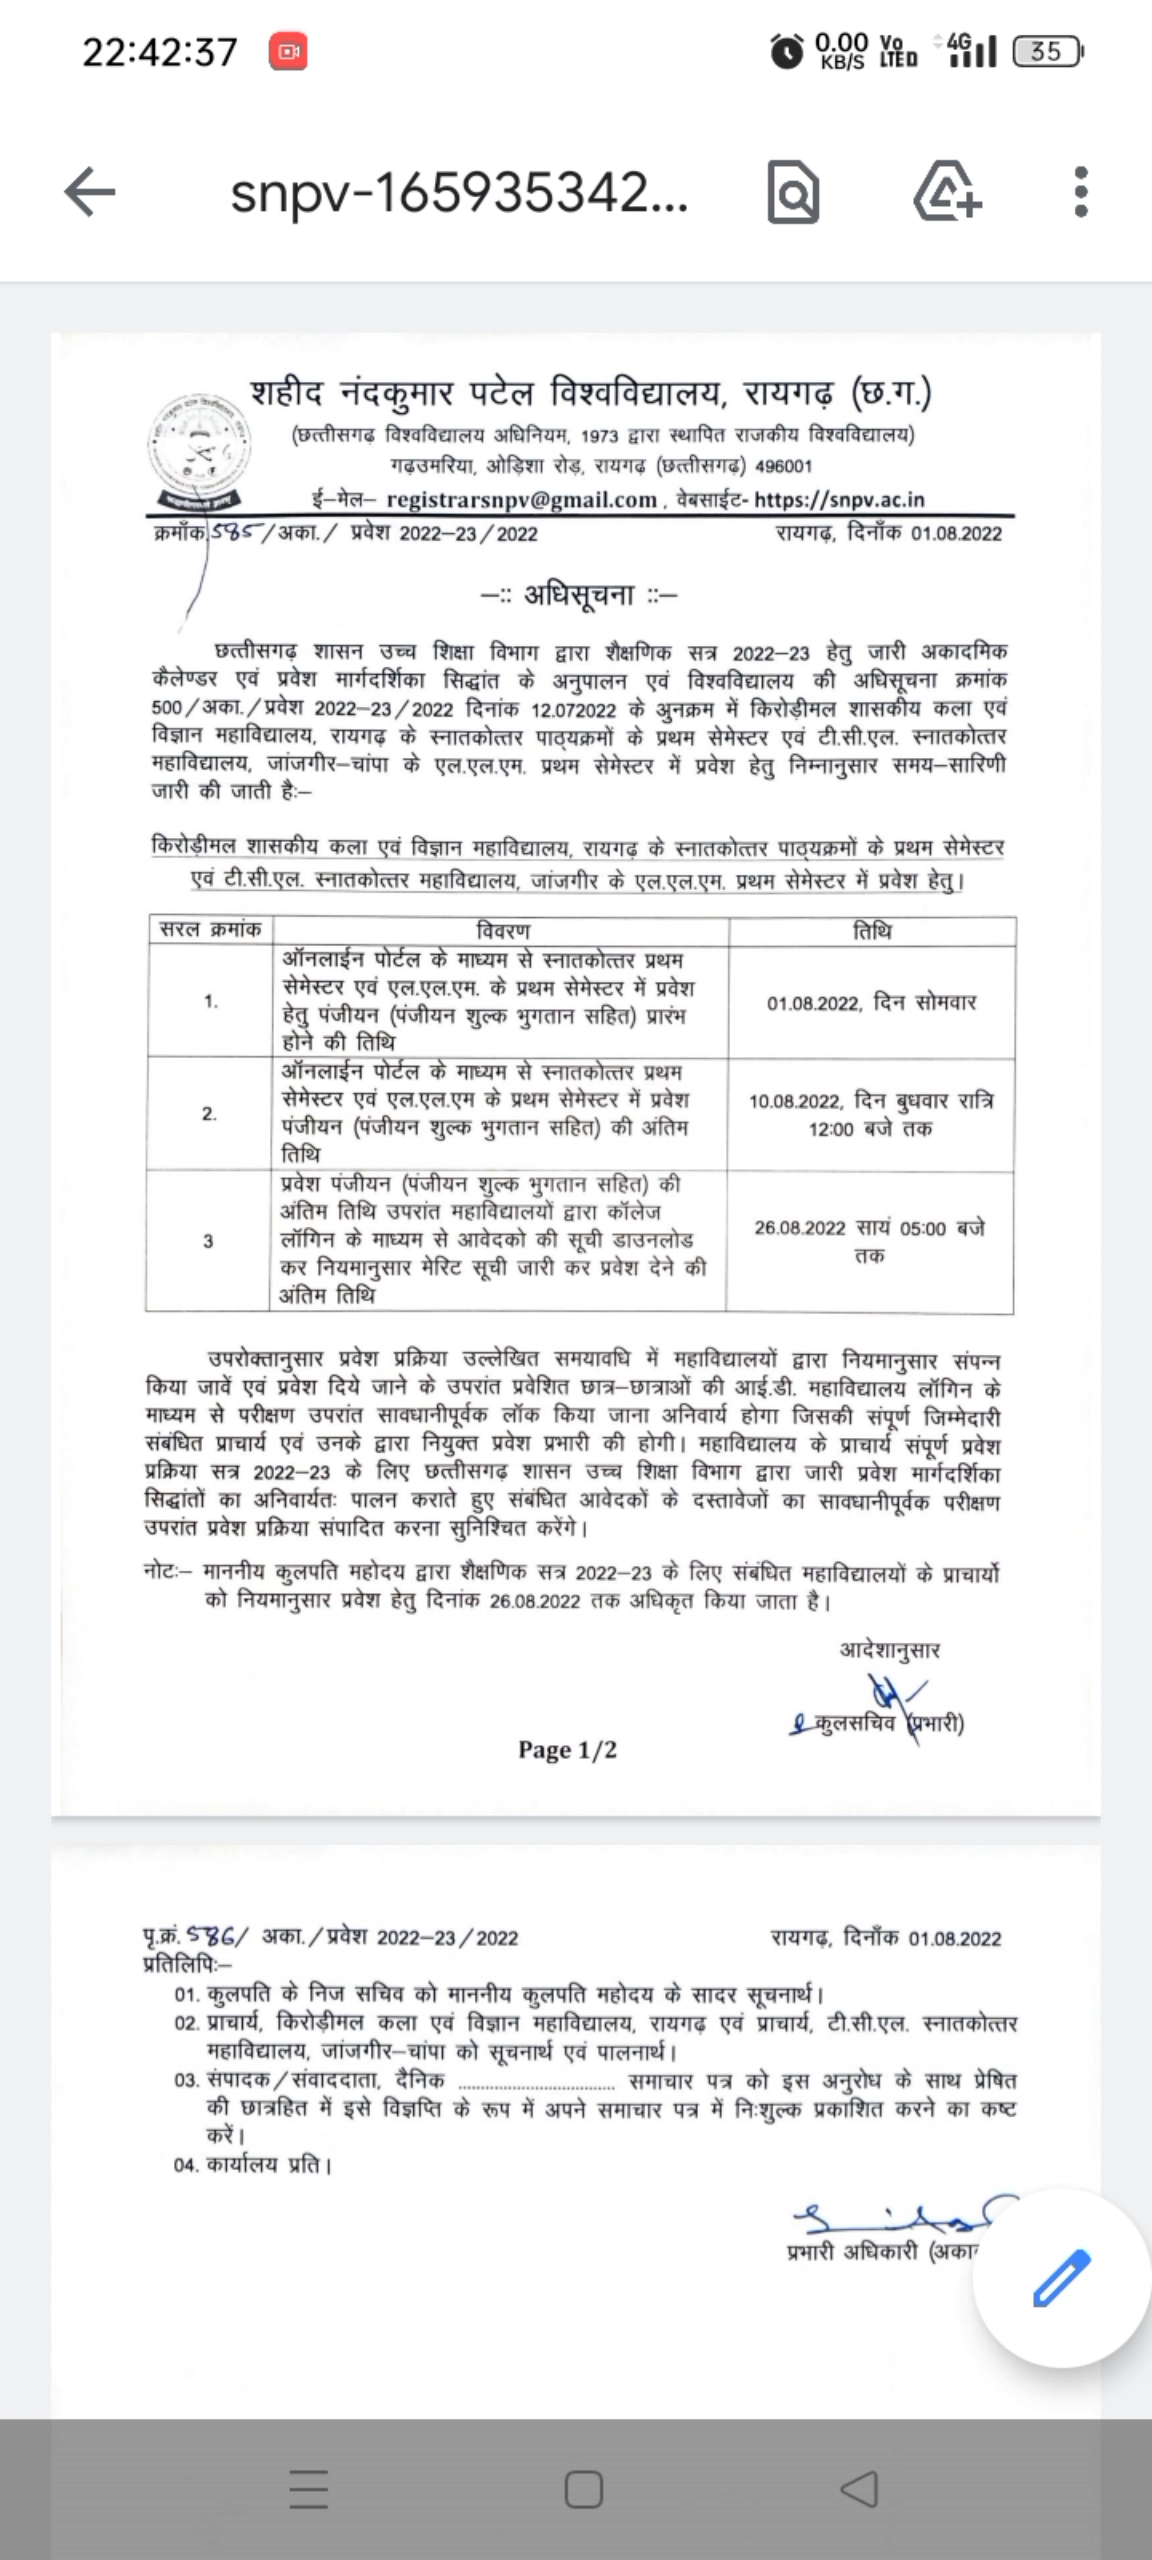 22:42:37
0.00 KB/S
Vo LTE
4G
35
snpv-165935342...
शहीद नंदकुमार पटेल विश्वविद्यालय, रायगढ़ (छ.ग.)
(छत्तीसगढ़ विश्वविद्यालय अधिनियम, 1973 द्वारा स्थापित राजकीय विश्वविद्यालय)
गढ़उमरिया, ओड़िशा रोड़, रायगढ़ (छत्तीसगढ़) 496001
ई–मेल– registrarsnpv@gmail.com , वेबसाईट- https://snpv.ac.in
क्रमाँक 585/अका./ प्रवेश 2022–23/2022 रायगढ़, दिनाँक 01.08.2022
–:: अधिसूचना ::–
छत्तीसगढ़ शासन उच्च शिक्षा विभाग द्वारा शैक्षणिक सत्र 2022–23 हेतु जारी अकादमिक
कैलेण्डर एवं प्रवेश मार्गदर्शिका सिद्धांत के अनुपालन एवं विश्वविद्यालय की अधिसूचना क्रमांक
500/अका./प्रवेश 2022–23/2022 दिनांक 12.072022 के अुनक्रम में किरोड़ीमल शासकीय कला एवं
विज्ञान महाविद्यालय, रायगढ़ के स्नातकोत्तर पाठ्यक्रमों के प्रथम सेमेस्टर एवं टी.सी.एल. स्नातकोत्तर
महाविद्यालय, जांजगीर–चांपा के एल.एल.एम. प्रथम सेमेस्टर में प्रवेश हेतु निम्नानुसार समय–सारिणी
जारी की जाती है:–
किरोड़ीमल शासकीय कला एवं विज्ञान महाविद्यालय, रायगढ़ के स्नातकोत्तर पाठ्यक्रमों के प्रथम सेमेस्टर
एवं टी.सी.एल. स्नातकोत्तर महाविद्यालय, जांजगीर के एल.एल.एम. प्रथम सेमेस्टर में प्रवेश हेतु।
सरल क्रमांक विवरण तिथि
1.
ऑनलाईन पोर्टल के माध्यम से स्नातकोत्तर प्रथम
सेमेस्टर एवं एल.एल.एम. के प्रथम सेमेस्टर में प्रवेश
हेतु पंजीयन (पंजीयन शुल्क भुगतान सहित) प्रारंभ
होने की तिथि
01.08.2022, दिन सोमवार
2.
ऑनलाईन पोर्टल के माध्यम से स्नातकोत्तर प्रथम
सेमेस्टर एवं एल.एल.एम के प्रथम सेमेस्टर में प्रवेश
पंजीयन (पंजीयन शुल्क भुगतान सहित) की अंतिम
तिथि
10.08.2022, दिन बुधवार रात्रि
12:00 बजे तक
3
प्रवेश पंजीयन (पंजीयन शुल्क भुगतान सहित) की
अंतिम तिथि उपरांत महाविद्यालयों द्वारा कॉलेज
लॉगिन के माध्यम से आवेदको की सूची डाउनलोड
कर नियमानुसार मेरिट सूची जारी कर प्रवेश देने की
अंतिम तिथि
26.08.2022 सायं 05:00 बजे
तक
उपरोक्तानुसार प्रवेश प्रक्रिया उल्लेखित समयावधि में महाविद्यालयों द्वारा नियमानुसार संपन्न
किया जावें एवं प्रवेश दिये जाने के उपरांत प्रवेशित छात्र–छात्राओं की आई.डी. महाविद्यालय लॉगिन के
माध्यम से परीक्षण उपरांत सावधानीपूर्वक लॉक किया जाना अनिवार्य होगा जिसकी संपूर्ण जिम्मेदारी
संबंधित प्राचार्य एवं उनके द्वारा नियुक्त प्रवेश प्रभारी की होगी। महाविद्यालय के प्राचार्य संपूर्ण प्रवेश
प्रक्रिया सत्र 2022–23 के लिए छत्तीसगढ़ शासन उच्च शिक्षा विभाग द्वारा जारी प्रवेश मार्गदर्शिका
सिद्धांतों का अनिवार्यतः पालन कराते हुए संबंधित आवेदकों के दस्तावेजों का सावधानीपूर्वक परीक्षण
उपरांत प्रवेश प्रक्रिया संपादित करना सुनिश्चित करेंगे।
नोटः– माननीय कुलपति महोदय द्वारा शैक्षणिक सत्र 2022–23 के लिए संबंधित महाविद्यालयों के प्राचार्यो
को नियमानुसार प्रवेश हेतु दिनांक 26.08.2022 तक अधिकृत किया जाता है।
आदेशानुसार
कुलसचिव (प्रभारी)
Page 1/2
पृ.क्रं. 586/ अका./प्रवेश 2022–23/2022 रायगढ़, दिनाँक 01.08.2022
प्रतिलिपिः–
01. कुलपति के निज सचिव को माननीय कुलपति महोदय के सादर सूचनार्थ।
02. प्राचार्य, किरोड़ीमल कला एवं विज्ञान महाविद्यालय, रायगढ़ एवं प्राचार्य, टी.सी.एल. स्नातकोत्तर
महाविद्यालय, जांजगीर–चांपा को सूचनार्थ एवं पालनार्थ।
03. संपादक/संवाददाता, दैनिक .................................. समाचार पत्र को इस अनुरोध के साथ प्रेषित
की छात्रहित में इसे विज्ञप्ति के रूप में अपने समाचार पत्र में निःशुल्क प्रकाशित करने का कष्ट
करें।
04. कार्यालय प्रति।
प्रभारी अधिकारी